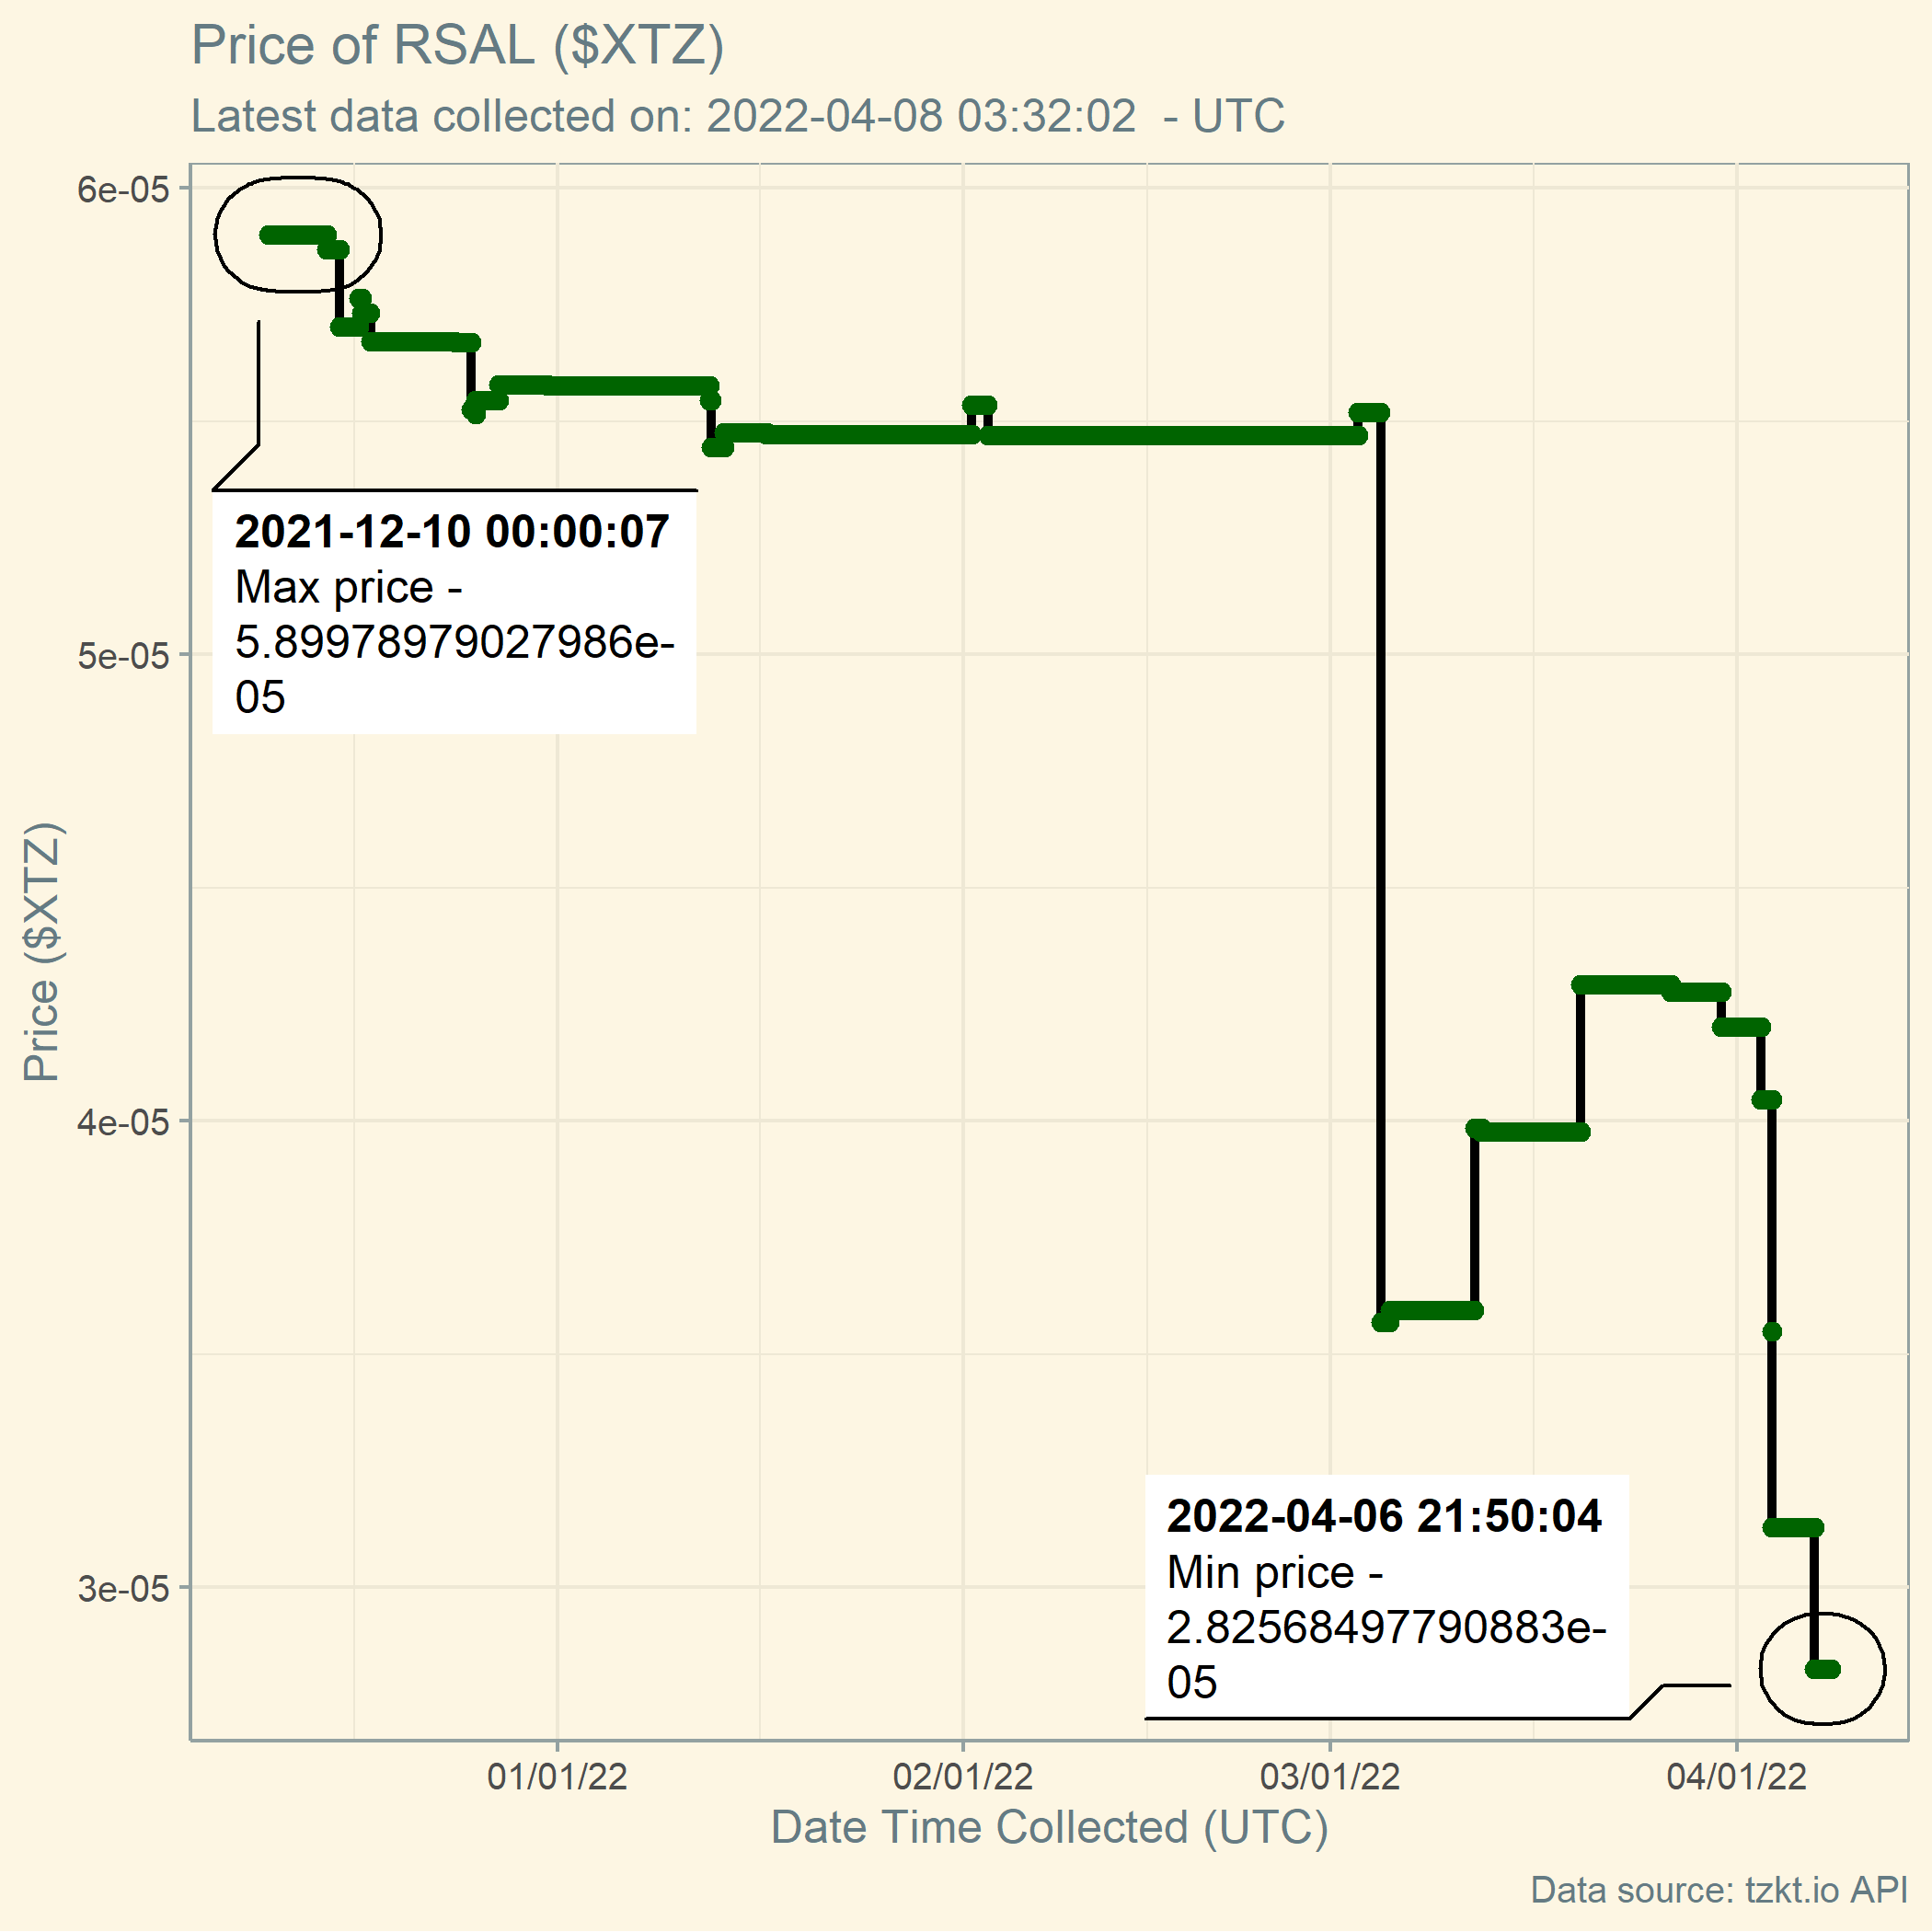 Price of RSAL ($XTZ)
Latest data collected on: 2022-04-08 03:32:02  - UTC
6e-05
5e-05
4e-05
3e-05
Price ($XTZ)
2021-12-10 00:00:07
Max price -
5.89978979027986e-
05
2022-04-06 21:50:04
Min price -
2.82568497790883e-
05
01/01/22
02/01/22
03/01/22
04/01/22
Date Time Collected (UTC)
Data source: tzkt.io API